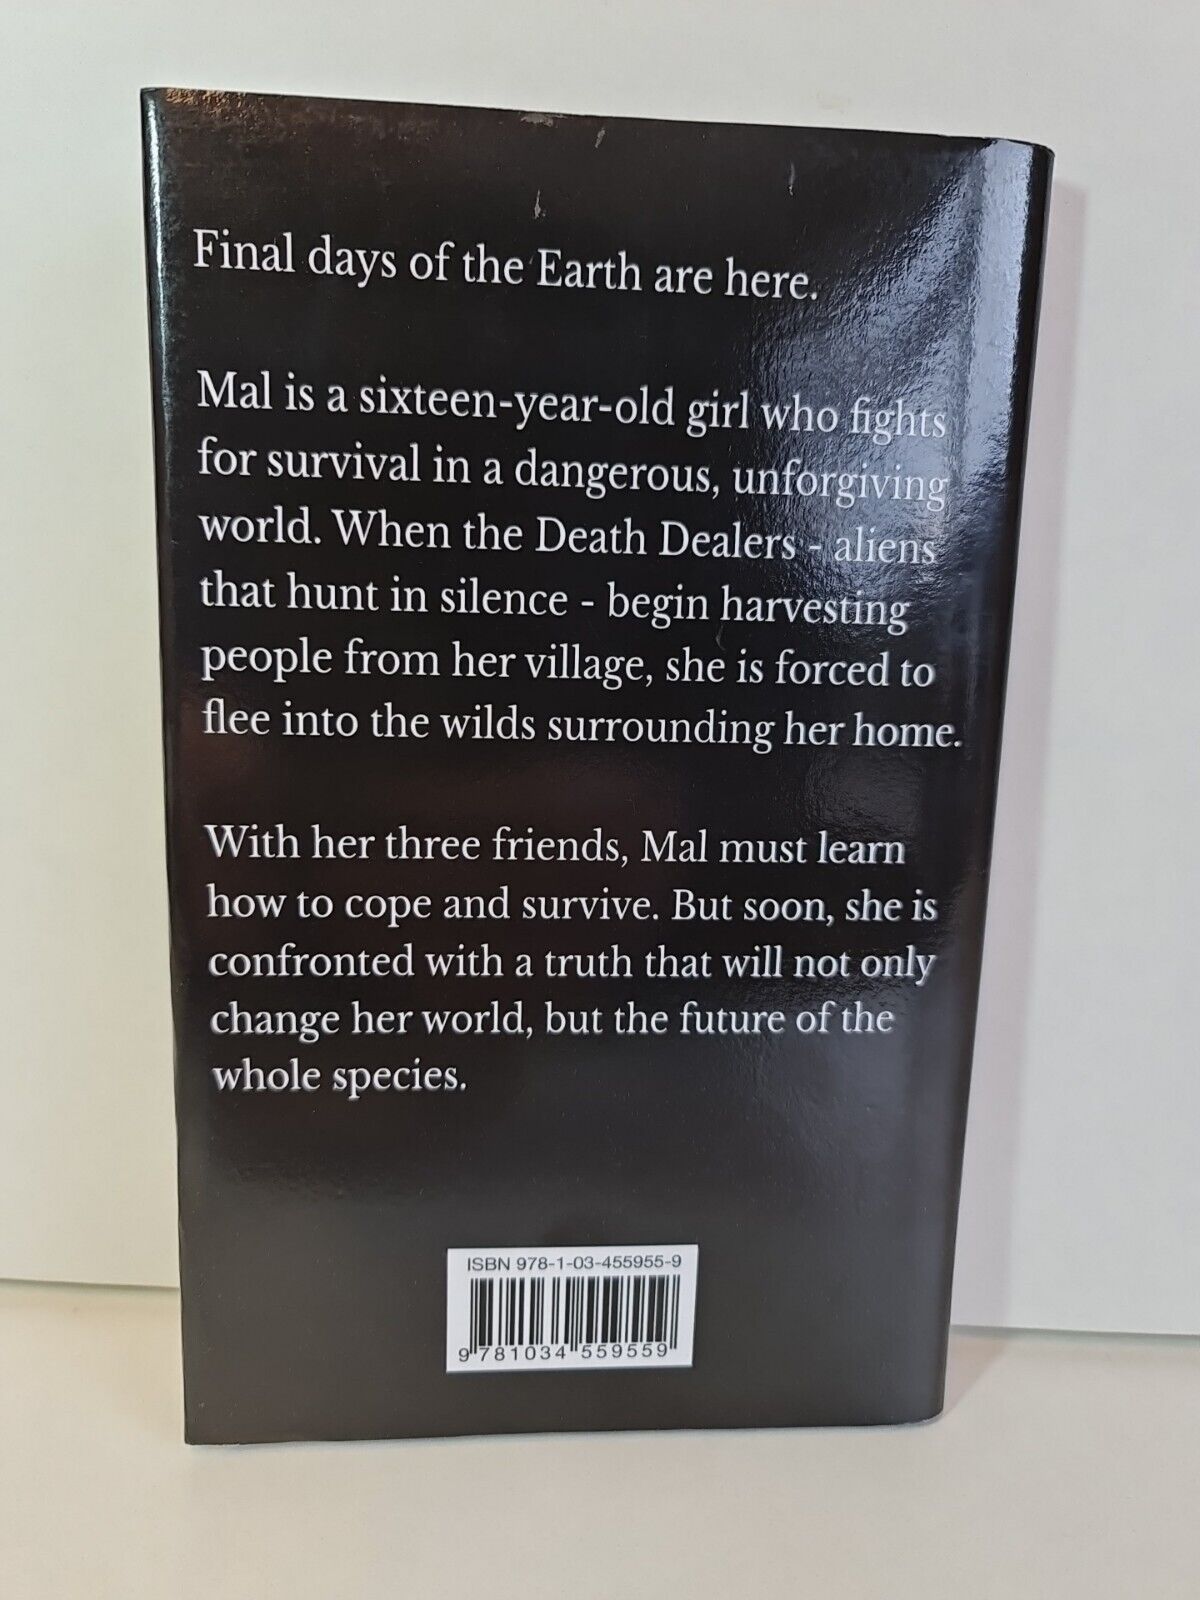 Final days of the Earth are here.
Mal is a sixteen-year-old girl who fights
for survival in a dangerous, unforgiving
world. When the Death Dealers - aliens
that hunt in silence - begin harvesting
people from her village, she is forced to
flee into the wilds surrounding her home.
With her three friends, Mal must learn
how to cope and survive. But soon, she is
confronted with a truth that will not only
change her world, but the future of the
whole species.
ISBN 978-1-03-455955-9
9 781034 559559